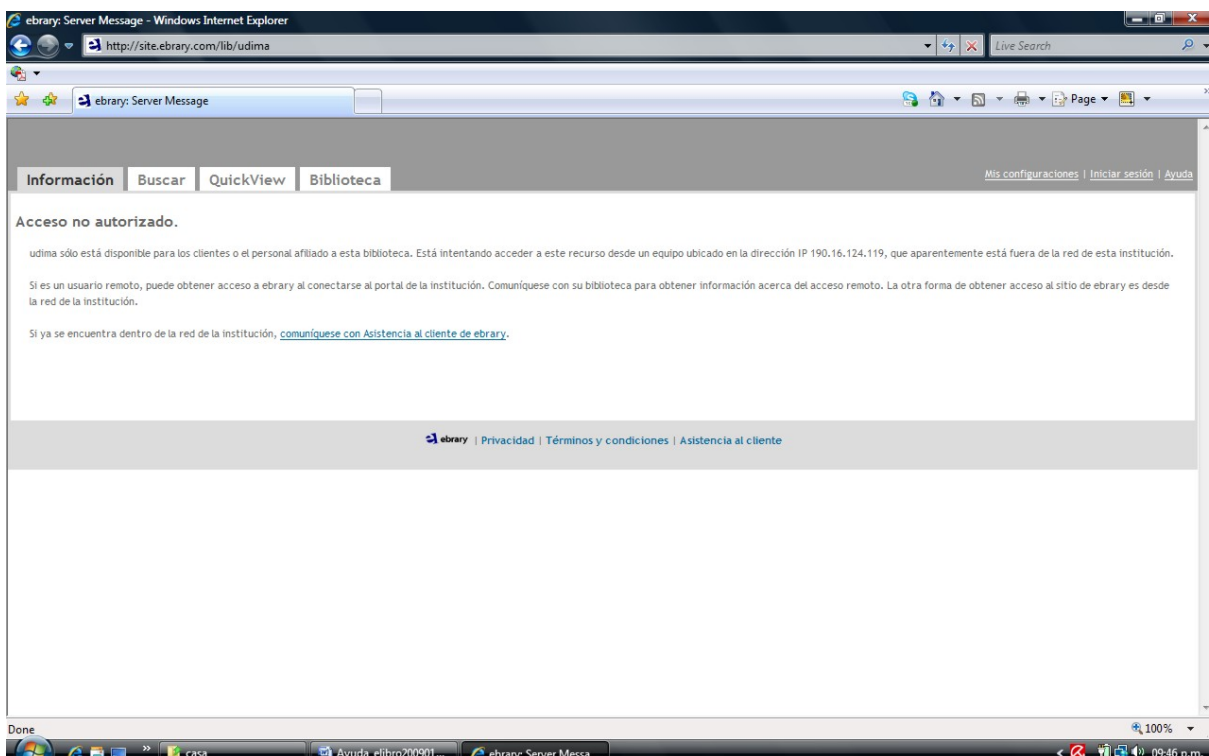 ebrary: Server Message - Windows Internet Explorer
http://site.ebrary.com/lib/udima
Live Search
ebrary: Server Message
Page
Información Buscar QuickView Biblioteca
Mis configuraciones | Iniciar sesión | Ayuda
Acceso no autorizado.
udima sólo está disponible para los clientes o el personal afiliado a esta biblioteca. Está intentando acceder a este recurso desde un equipo ubicado en la dirección IP 190.16.124.119, que aparentemente está fuera de la red de esta institución.
Si es un usuario remoto, puede obtener acceso a ebrary al conectarse al portal de la institución. Comuníquese con su biblioteca para obtener información acerca del acceso remoto. La otra forma de obtener acceso al sitio de ebrary es desde
la red de la institución.
Si ya se encuentra dentro de la red de la institución, comuníquese con Asistencia al cliente de ebrary.
ebrary | Privacidad | Términos y condiciones | Asistencia al cliente
Done
100%
casa
Ayuda_elibro200901...
ebrary: Server Messa...
09:46 p.m.